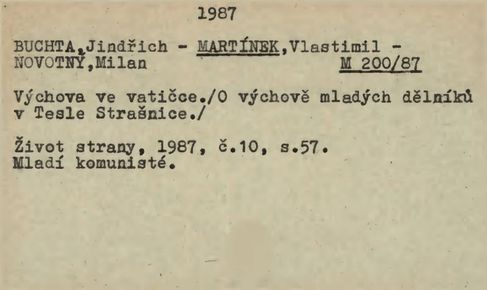 1987
BUCHTA,Jindřich - MARTÍNEK,Vlastimil -
NOVOTNÝ,Milan M 200/87
Výchova ve vatičce./O výchově mladých dělníků
v Tesle Strašnice./
Život strany, 1987, č.10, s.57.
Mladí komunisté.